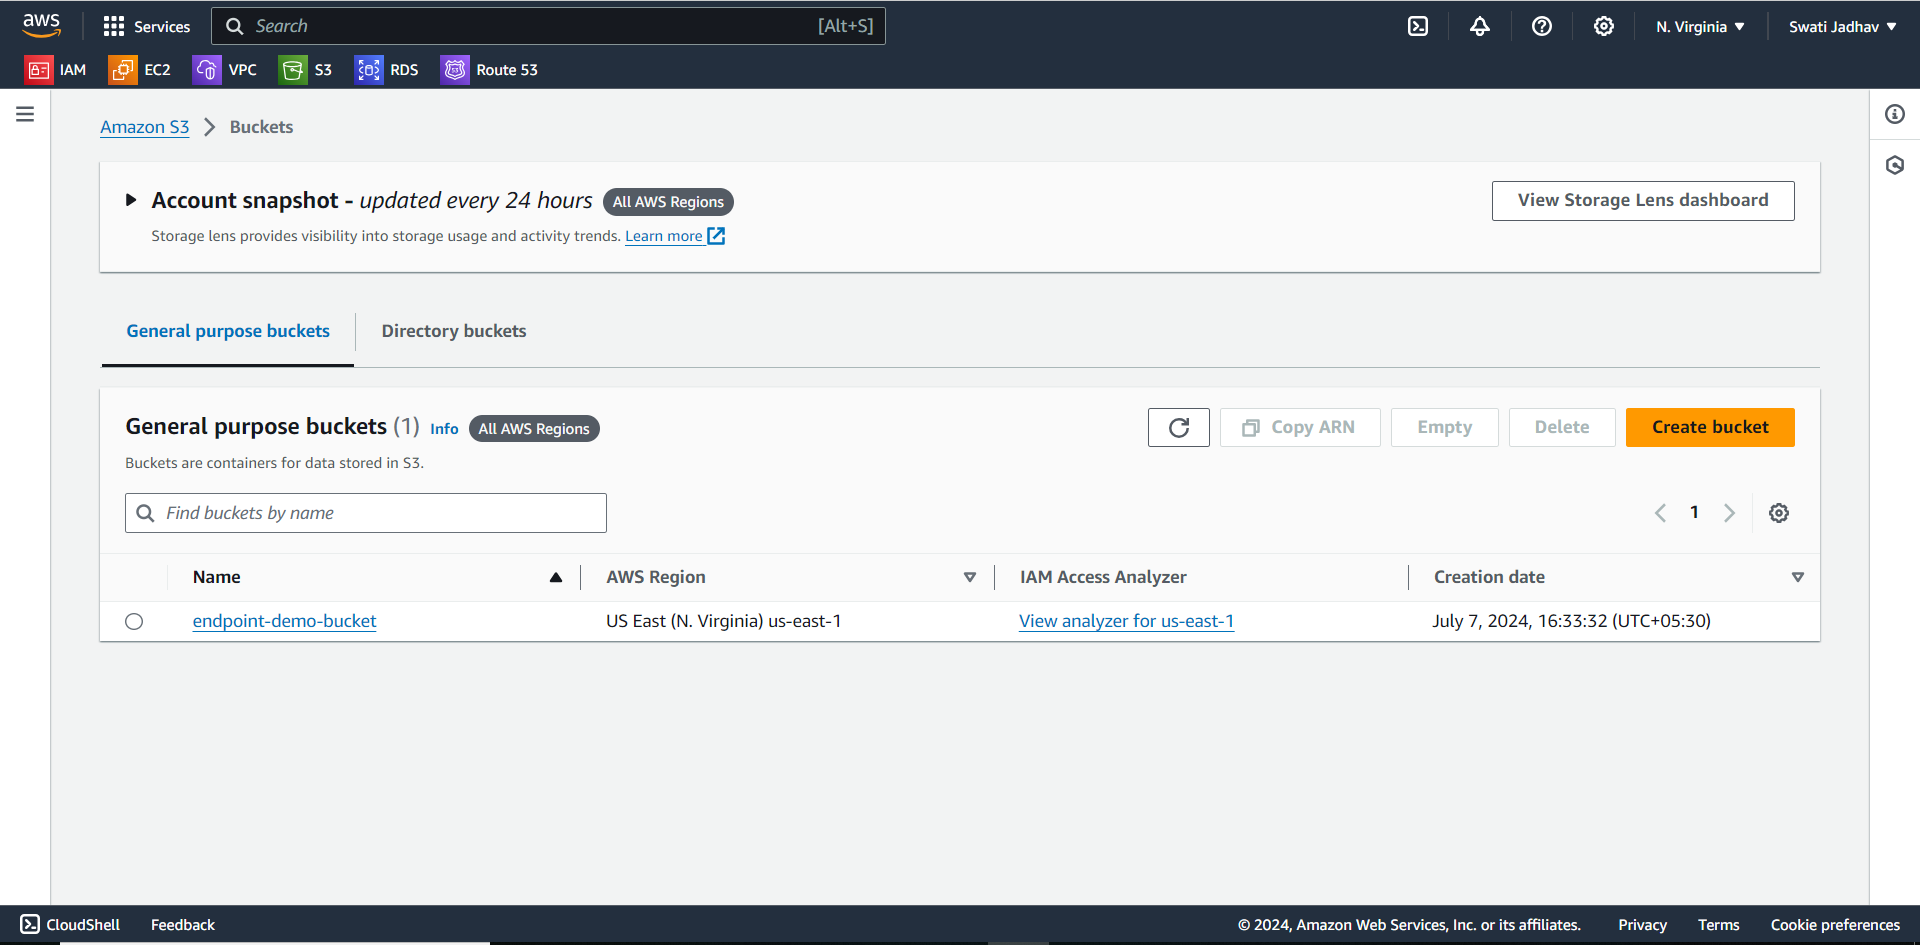 aws Services Search [Alt+S] N. Virginia Swati Jadhav
IAM EC2 VPC S3 RDS Route 53
Amazon S3 Buckets
Account snapshot - updated every 24 hours All AWS Regions View Storage Lens dashboard
Storage lens provides visibility into storage usage and activity trends. Learn more
General purpose buckets Directory buckets
General purpose buckets (1) Info All AWS Regions Copy ARN Empty Delete Create bucket
Buckets are containers for data stored in S3.
Find buckets by name 1
Name AWS Region IAM Access Analyzer Creation date
endpoint-demo-bucket US East (N. Virginia) us-east-1 View analyzer for us-east-1 July 7, 2024, 16:33:32 (UTC+05:30)
CloudShell Feedback © 2024, Amazon Web Services, Inc. or its affiliates. Privacy Terms Cookie preferences